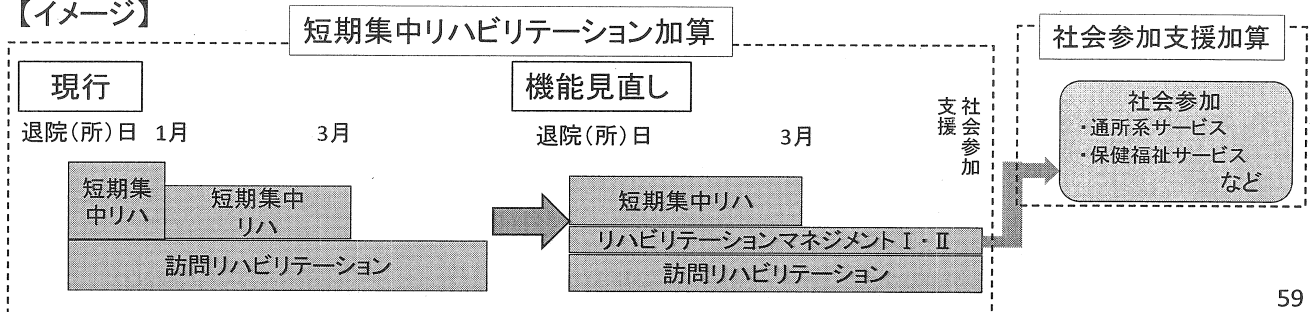 【イメージ】
短期集中リハビリテーション加算
現行
退院(所)日 1月 3月
短期集
中リハ
短期集中
リハ
訪問リハビリテーション
機能見直し
退院(所)日 3月
短期集中リハ
リハビリテーションマネジメントⅠ・Ⅱ
訪問リハビリテーション
社会参加
支援
社会参加支援加算
社会参加
・通所系サービス
・保健福祉サービス
など
59